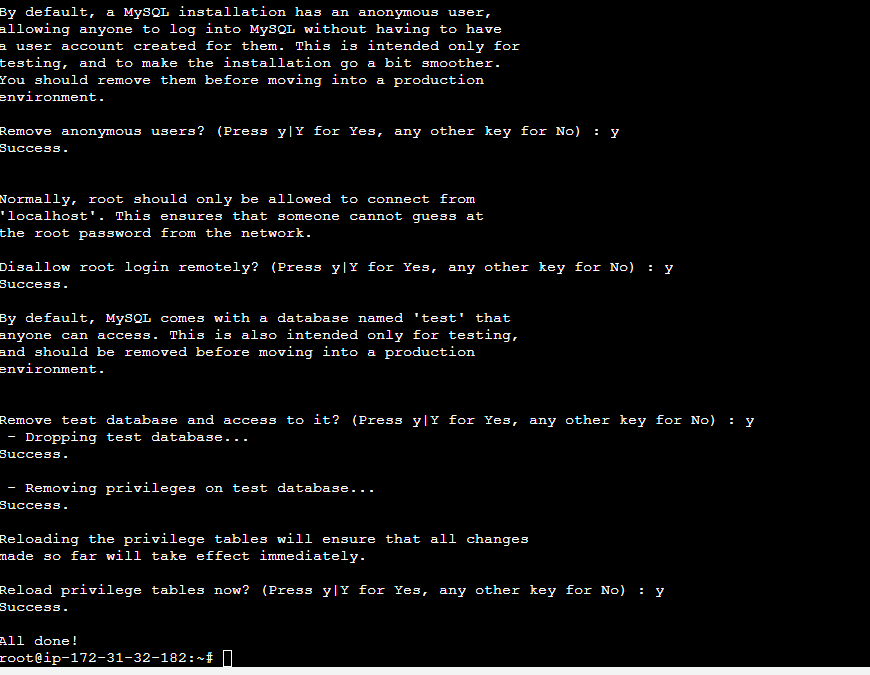 By default, a MySQL installation has an anonymous user,
allowing anyone to log into MySQL without having to have
a user account created for them. This is intended only for
testing, and to make the installation go a bit smoother.
You should remove them before moving into a production
environment.
Remove anonymous users? (Press y|Y for Yes, any other key for No) : y
Success.
Normally, root should only be allowed to connect from
'localhost'. This ensures that someone cannot guess at
the root password from the network.
Disallow root login remotely? (Press y|Y for Yes, any other key for No) : y
Success.
By default, MySQL comes with a database named 'test' that
anyone can access. This is also intended only for testing,
and should be removed before moving into a production
environment.
Remove test database and access to it? (Press y|Y for Yes, any other key for No) : y
 - Dropping test database...
Success.
 - Removing privileges on test database...
Success.
Reloading the privilege tables will ensure that all changes
made so far will take effect immediately.
Reload privilege tables now? (Press y|Y for Yes, any other key for No) : y
Success.
All done!
root@ip-172-31-32-182:~#